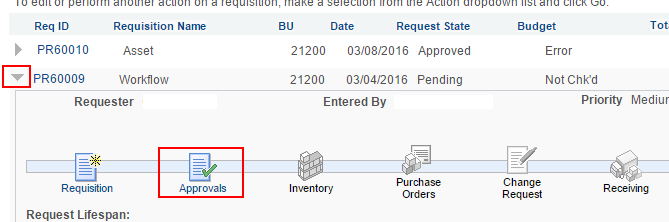 To edit or perform another action on a requisition, make a selection from the Action dropdown list and click Go.
Req ID Requisition Name BU Date Request State Budget Tot
PR60010 Asset 21200 03/08/2016 Approved Error
PR60009 Workflow 21200 03/04/2016 Pending Not Chk'd
Requester Entered By Priority Medium
Requisition Approvals Inventory Purchase Orders Change Request Receiving
Request Lifespan: